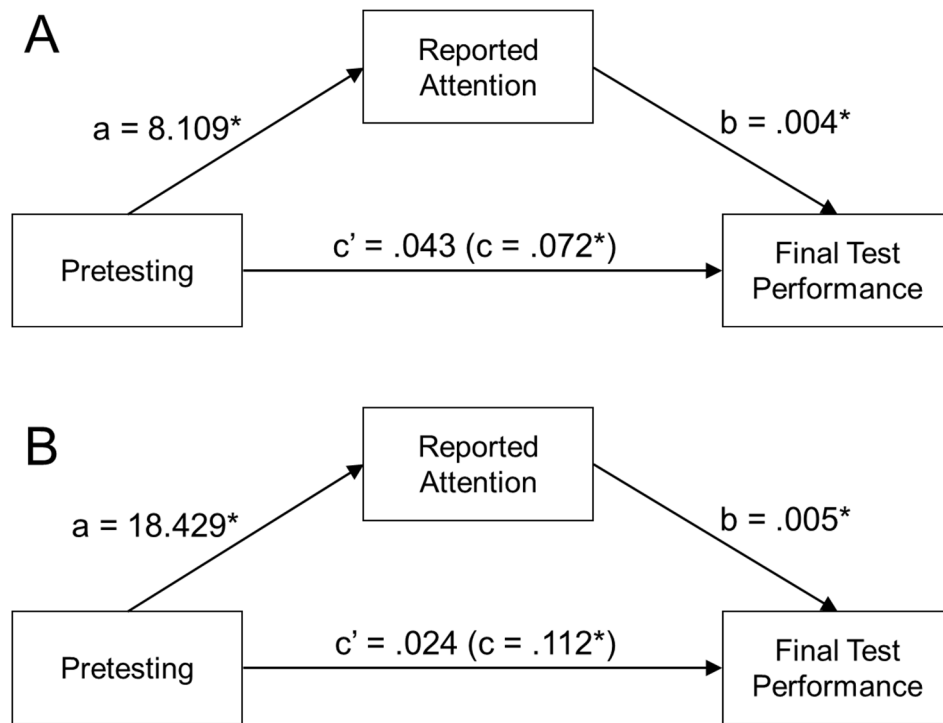 A
Reported
Attention
a = 8.109*
b = .004*
Pretesting
c’ = .043 (c = .072*)
Final Test
Performance
B
Reported
Attention
a = 18.429*
b = .005*
Pretesting
c’ = .024 (c = .112*)
Final Test
Performance